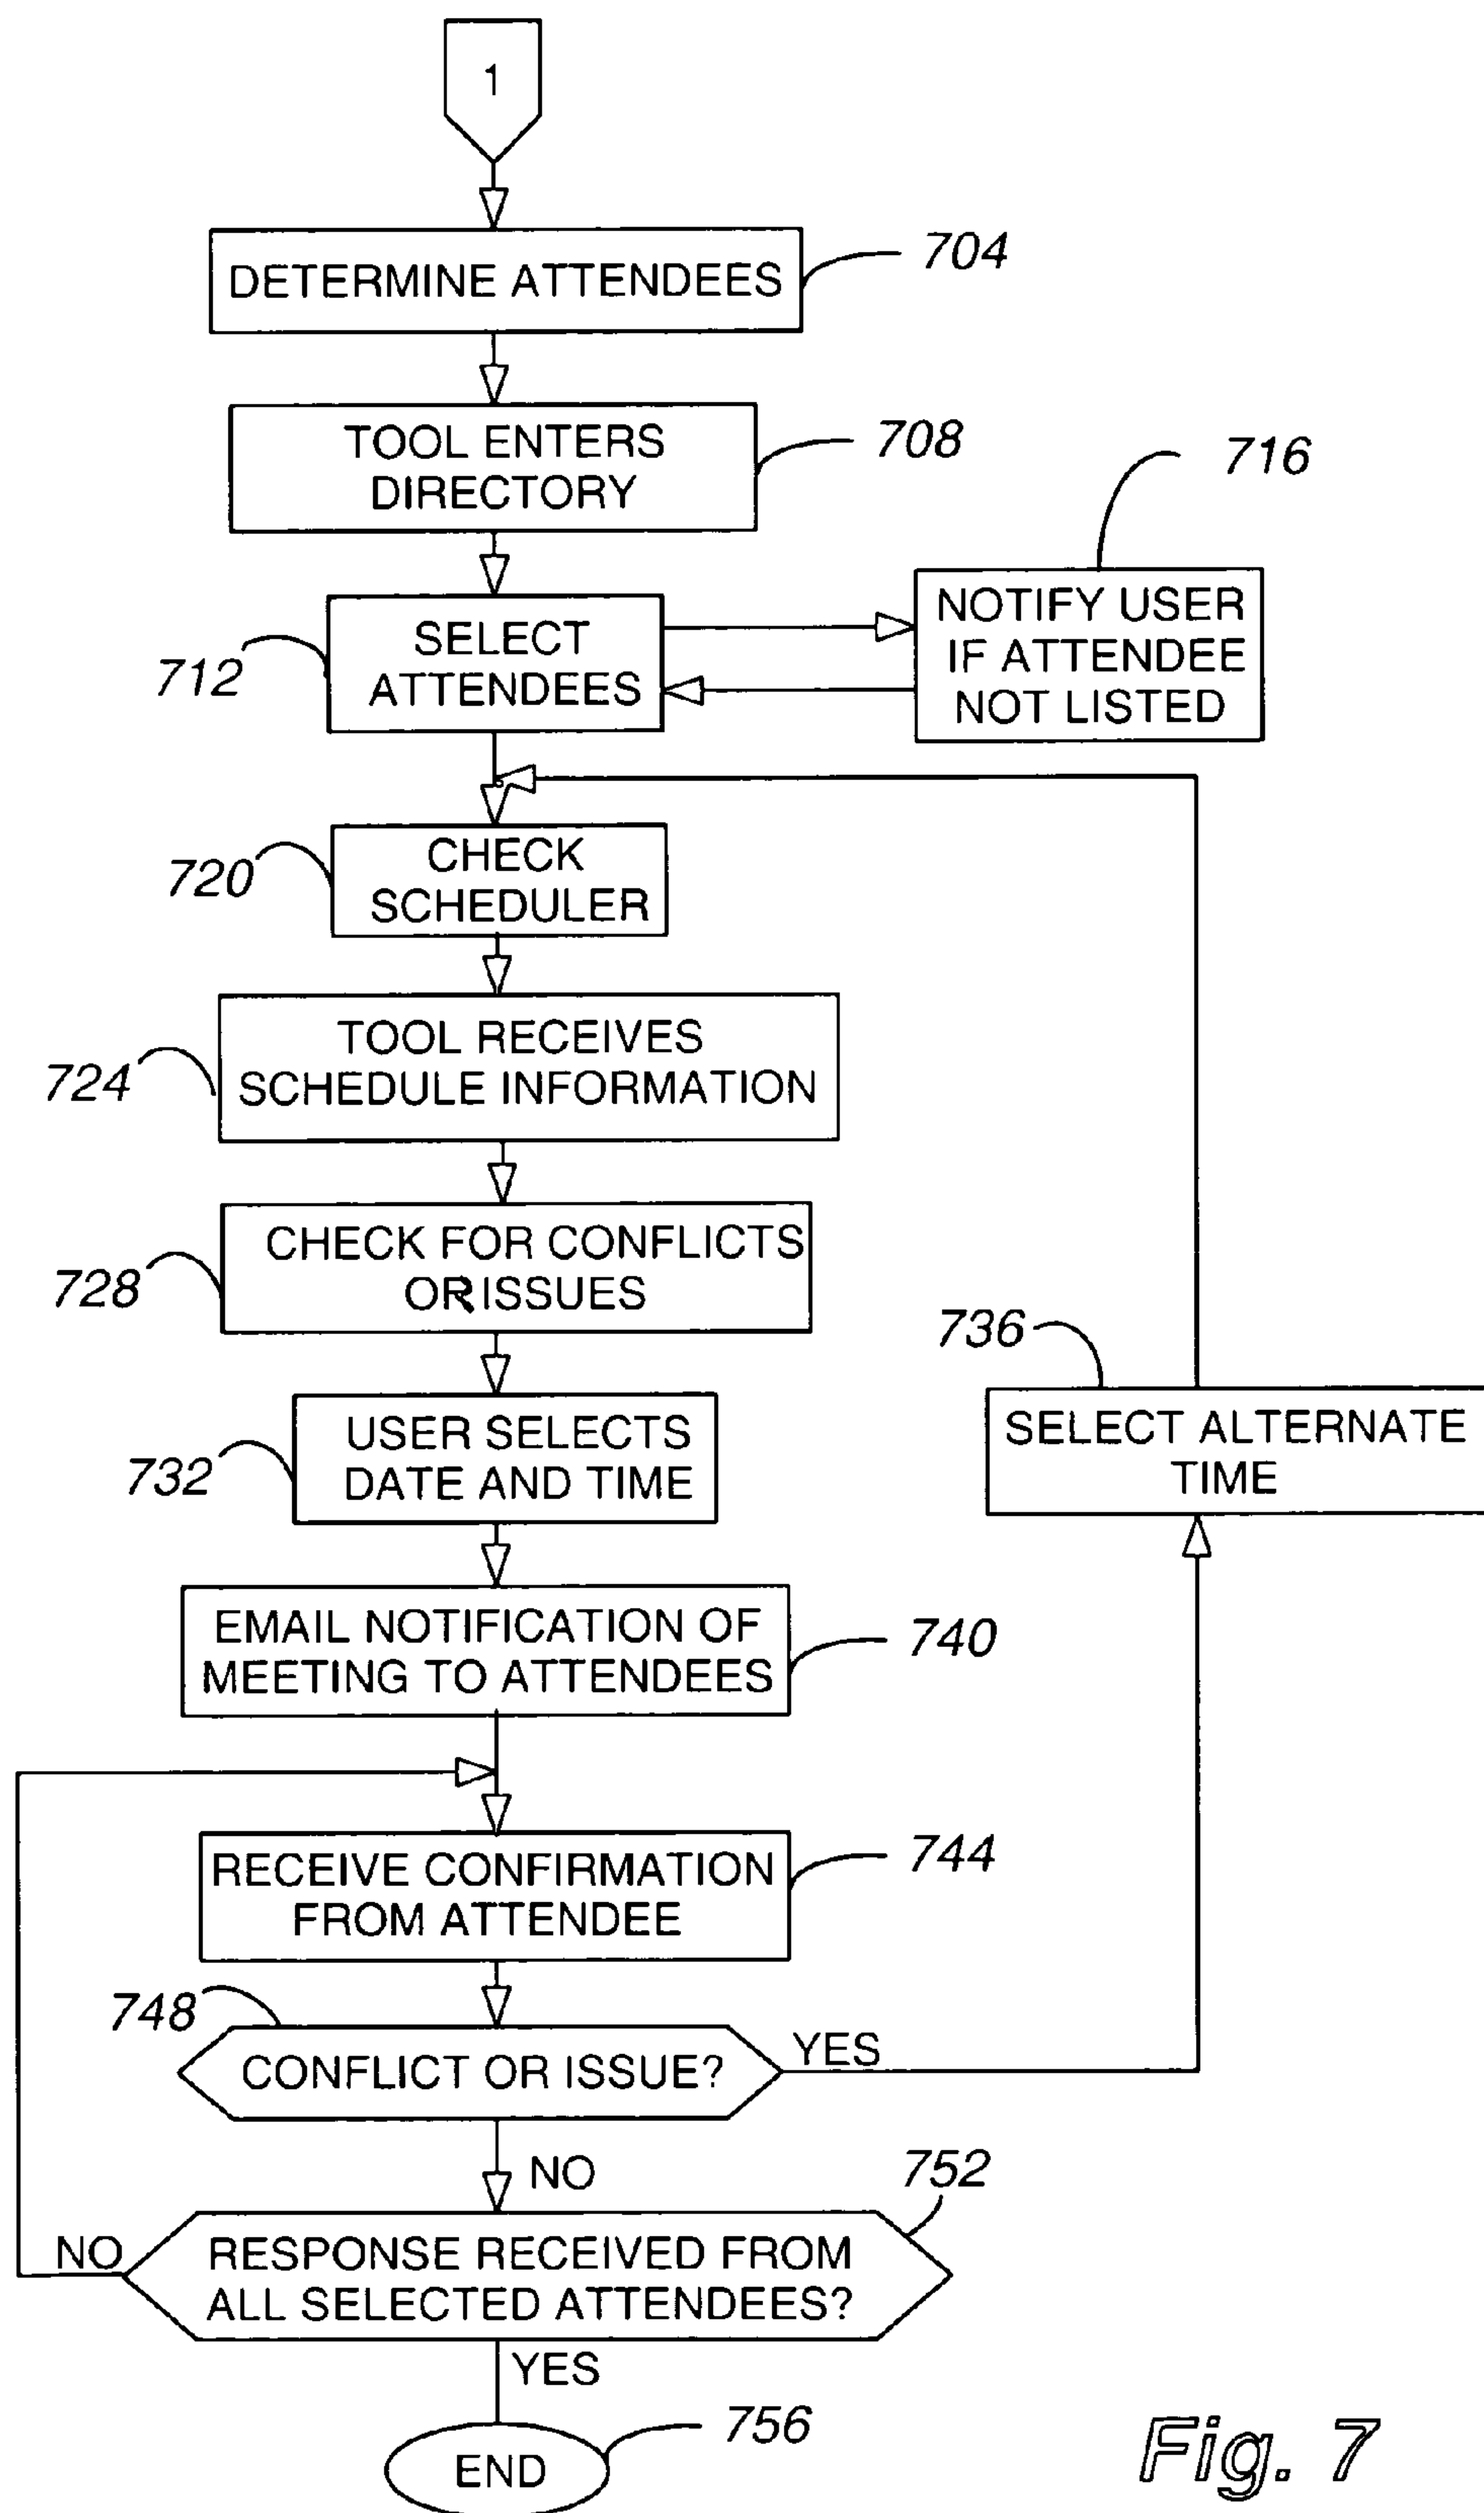 1
DETERMINE ATTENDEES
704
TOOL ENTERS
DIRECTORY
708
SELECT
ATTENDEES
712
NOTIFY USER
IF ATTENDEE
NOT LISTED
716
CHECK
SCHEDULER
720
TOOL RECEIVES
SCHEDULE INFORMATION
724
CHECK FOR CONFLICTS
OR ISSUES
728
USER SELECTS
DATE AND TIME
732
SELECT ALTERNATE
TIME
736
EMAIL NOTIFICATION OF
MEETING TO ATTENDEES
740
RECEIVE CONFIRMATION
FROM ATTENDEE
744
748
CONFLICT OR ISSUE?
YES
NO
752
RESPONSE RECEIVED FROM
ALL SELECTED ATTENDEES?
NO
YES
END
756
Fig. 7